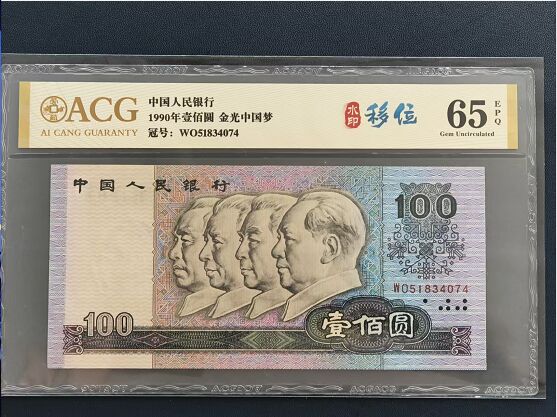 ACG
AI CANG GUARANTY
中国人民银行
1990年壹佰圆 金光中国梦
冠号: WO51834074
水印
移位
65
EPQ
Gem Uncirculated
中国人民银行
100
WO51834074
100
壹佰圆